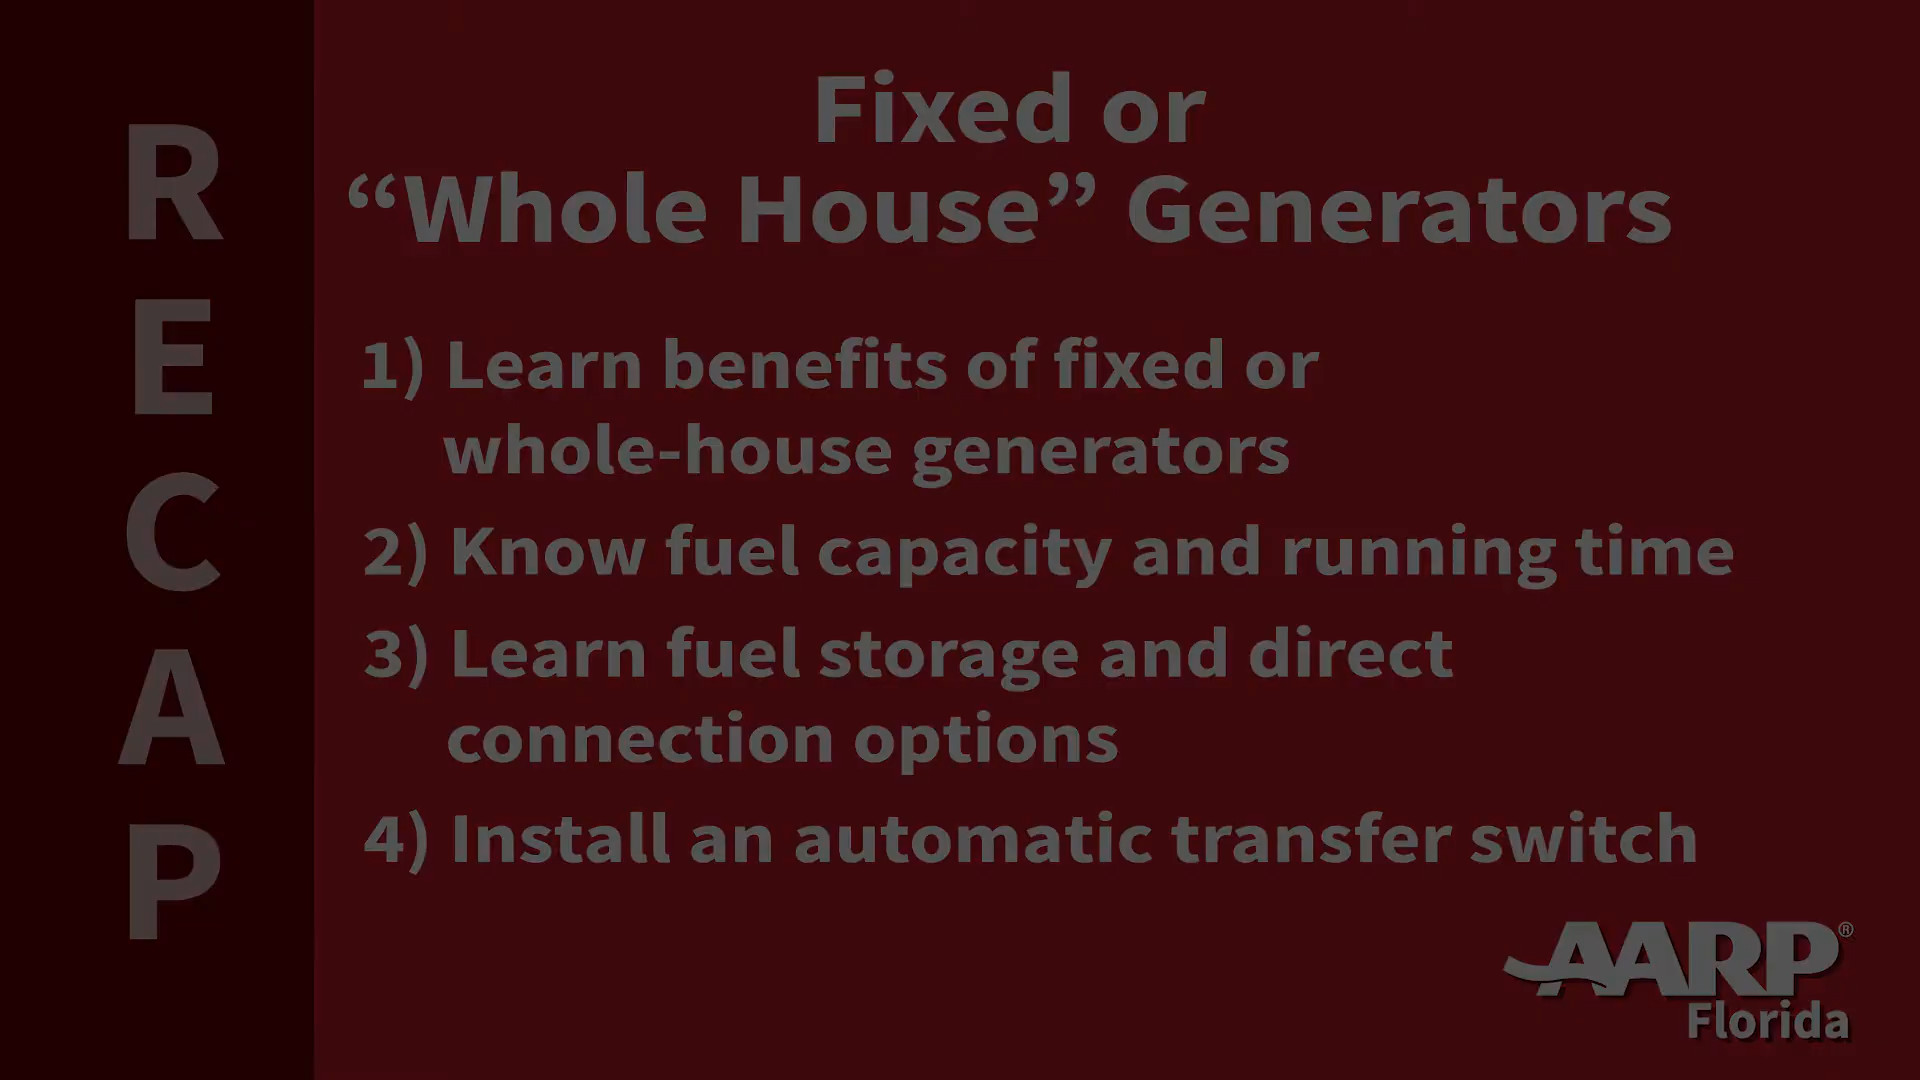 RECAP
Fixed or
“Whole House” Generators
1) Learn benefits of fixed or
whole-house generators
2) Know fuel capacity and running time
3) Learn fuel storage and direct
connection options
4) Install an automatic transfer switch
AARP®
Florida